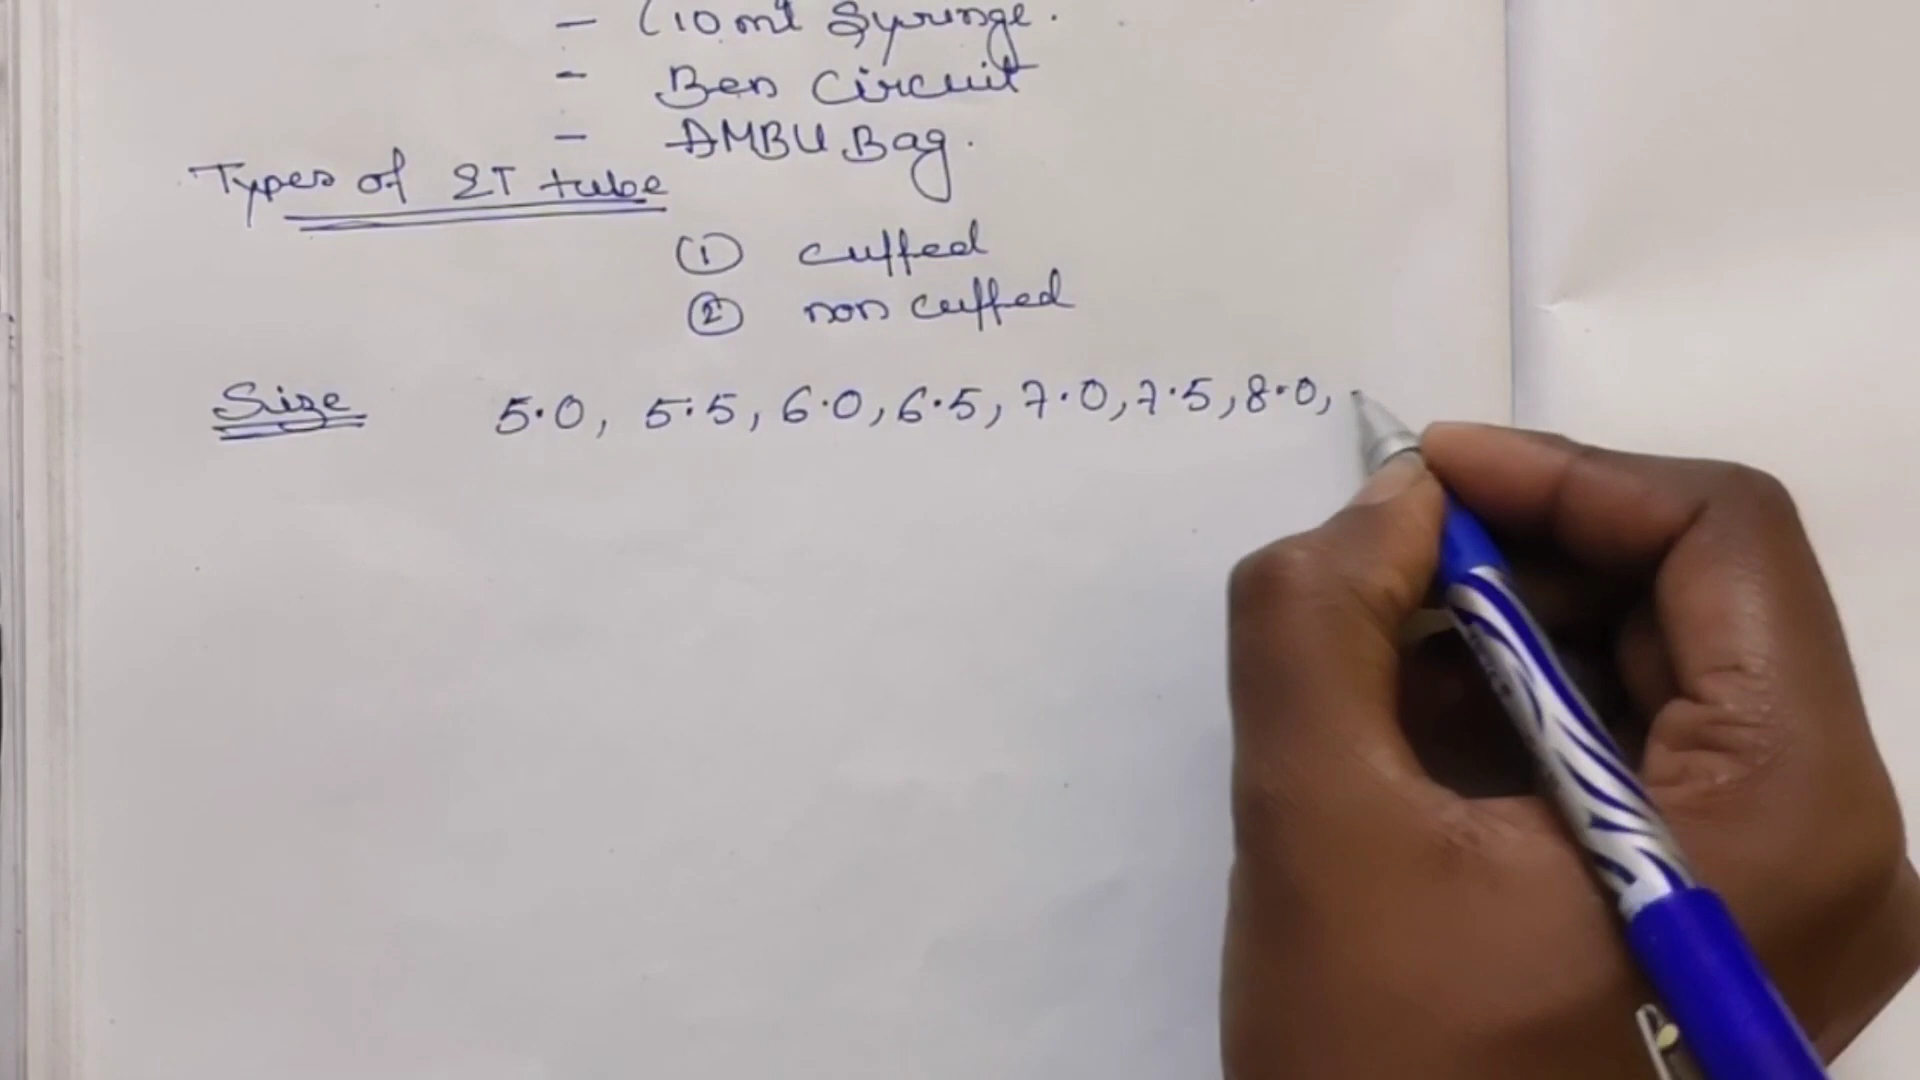 - (10 ml Syringe.
- Ben Circuit
- AMBU Bag.
Types of ET tube
① cuffed
② non cuffed
Size 5.0, 5.5, 6.0, 6.5, 7.0, 7.5, 8.0,